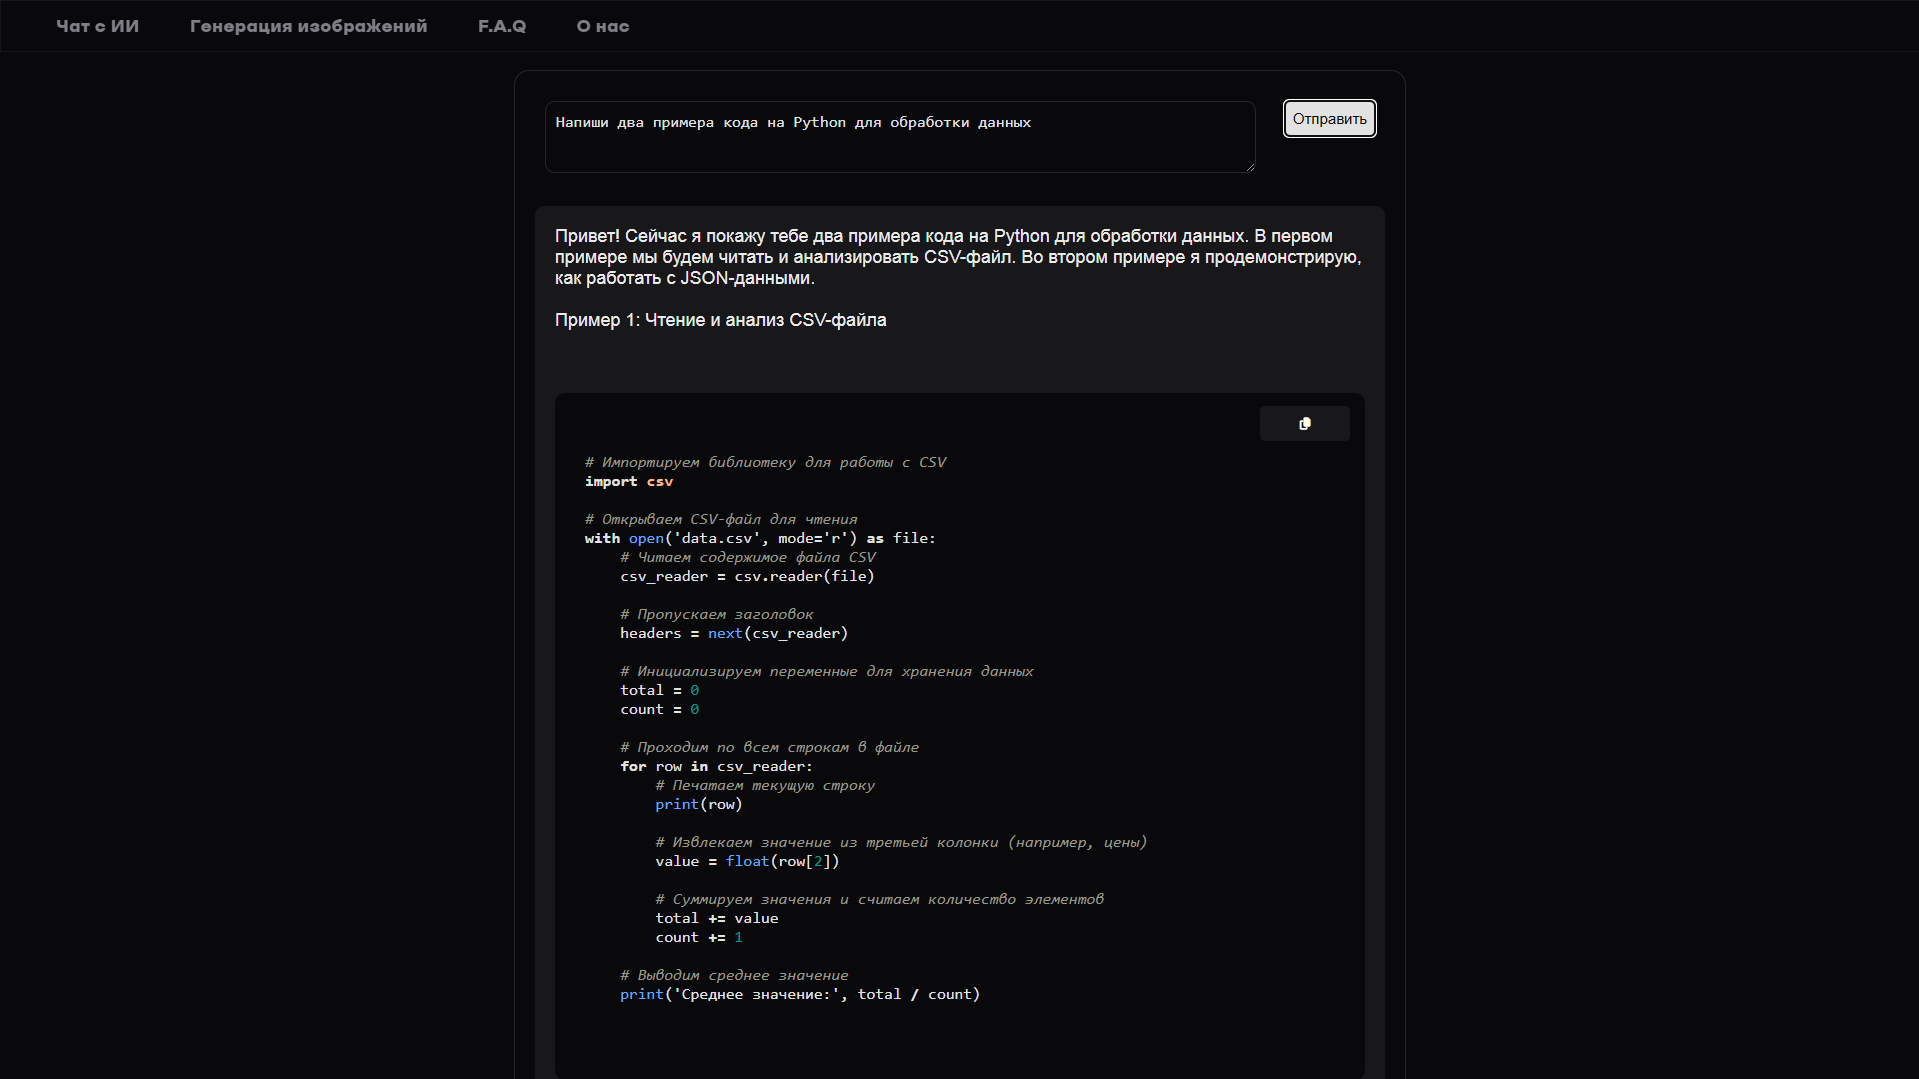 Чат с ИИ Генерация изображений F.A.Q О нас
Напиши два примера кода на Python для обработки данных
Отправить
Привет! Сейчас я покажу тебе два примера кода на Python для обработки данных. В первом
примере мы будем читать и анализировать CSV-файл. Во втором примере я продемонстрирую,
как работать с JSON-данными.
Пример 1: Чтение и анализ CSV-файла
# Импортируем библиотеку для работы с CSV
import csv
# Открываем CSV-файл для чтения
with open('data.csv', mode='r') as file:
    # Читаем содержимое файла CSV
    csv_reader = csv.reader(file)
    # Пропускаем заголовок
    headers = next(csv_reader)
    # Инициализируем переменные для хранения данных
    total = 0
    count = 0
    # Проходим по всем строкам в файле
    for row in csv_reader:
        # Печатаем текущую строку
        print(row)
        # Извлекаем значение из третьей колонки (например, цены)
        value = float(row[2])
        # Суммируем значения и считаем количество элементов
        total += value
        count += 1
    # Выводим среднее значение
    print('Среднее значение:', total / count)